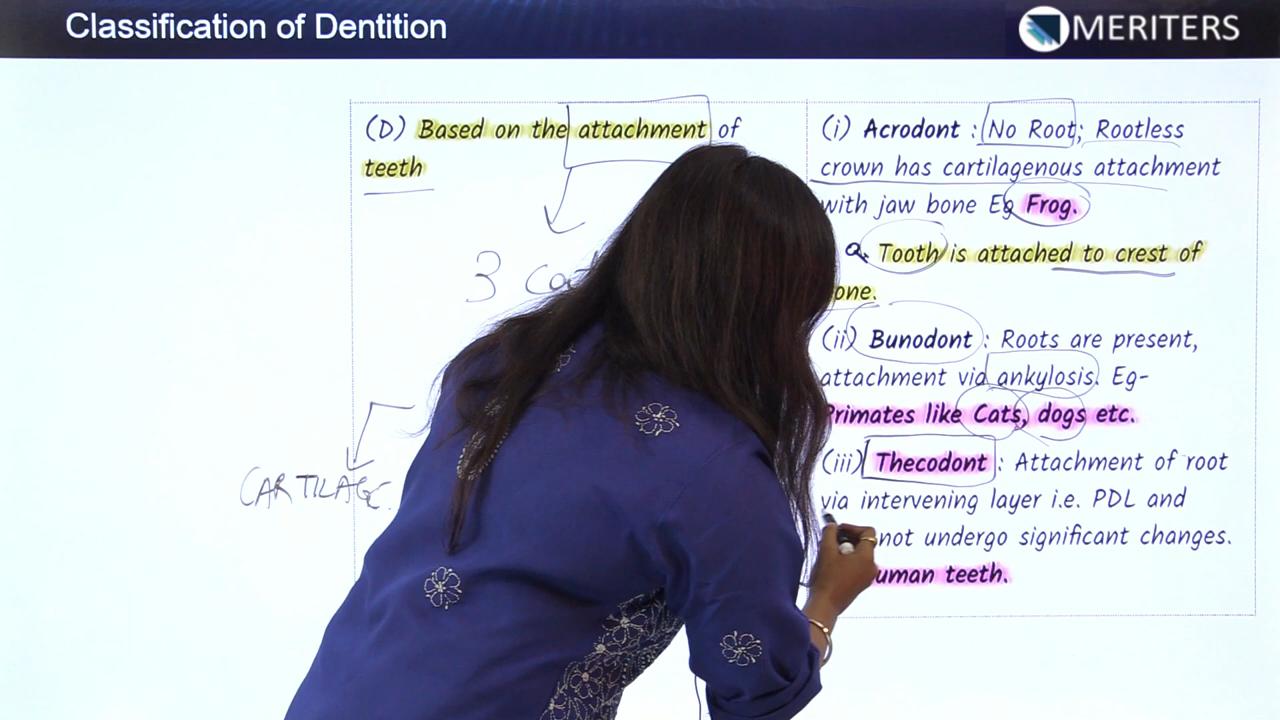 Classification of Dentition
MERITERS
(D) Based on the attachment of
teeth
3
CARTILAGE
(i) Acrodont : No Root; Rootless
crown has cartilagenous attachment
with jaw bone Eg Frog.
Q. Tooth is attached to crest of
(ii) Bunodont : Roots are present,
attachment via ankylosis. Eg-
Primates like Cats, dogs etc.
(iii) Thecodont : Attachment of root
via intervening layer i.e. PDL and
not undergo significant changes.
teeth.